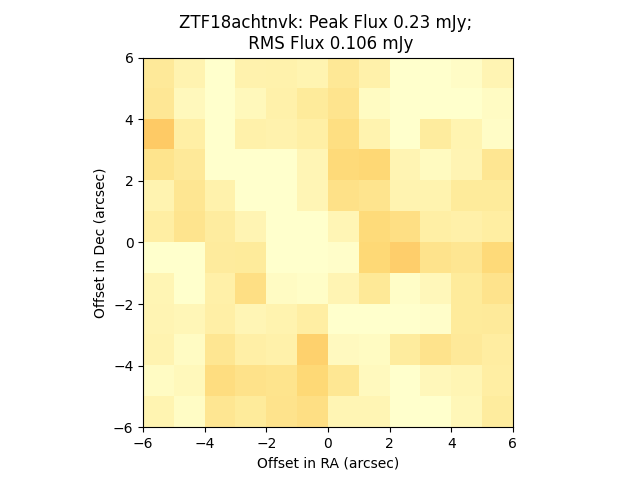 ZTF18achtnvk: Peak Flux 0.23 mJy;
RMS Flux 0.106 mJy
6
4
2
0
−2
−4
−6
Offset in Dec (arcsec)
−6 −4 −2 0 2 4 6
Offset in RA (arcsec)